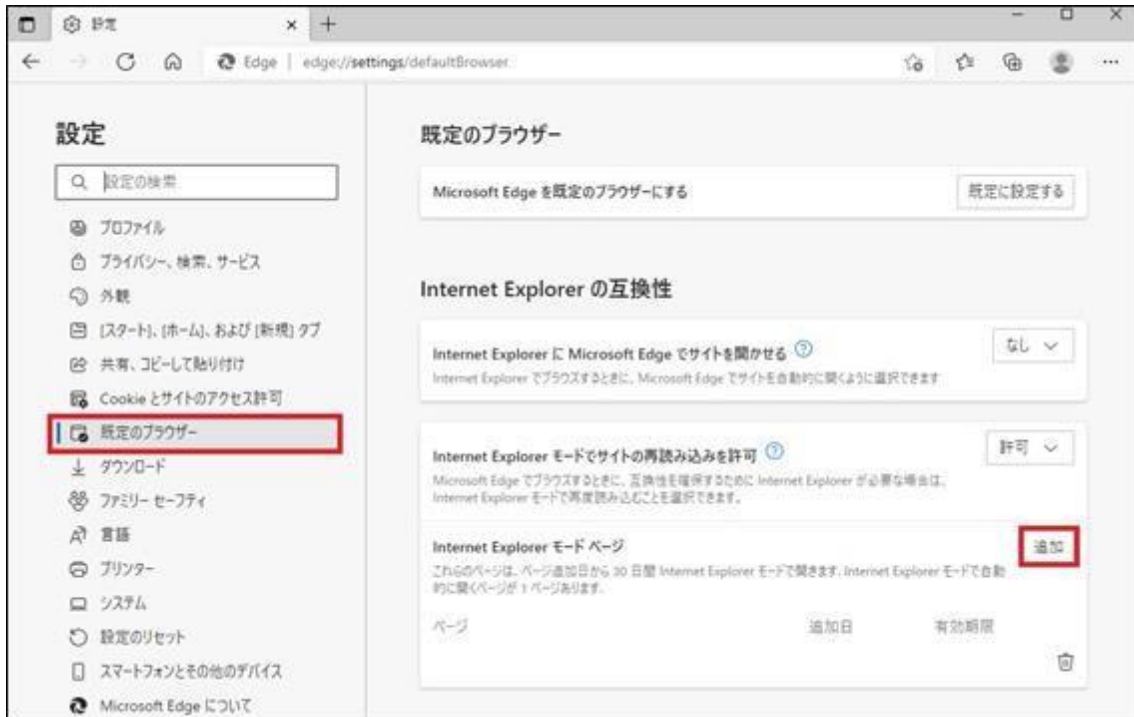 設定
Edge | edge://settings/defaultBrowser
設定
設定の検索
プロファイル
プライバシー、検索、サービス
外観
[スタート]、[ホーム]、および [新規] タブ
共有、コピーして貼り付け
Cookie とサイトのアクセス許可
既定のブラウザー
ダウンロード
ファミリー セーフティ
言語
プリンター
システム
設定のリセット
スマートフォンとその他のデバイス
Microsoft Edge について
既定のブラウザー
Microsoft Edge を既定のブラウザーにする
既定に設定する
Internet Explorer の互換性
Internet Explorer に Microsoft Edge でサイトを開かせる
なし
Internet Explorer でブラウズするときに、Microsoft Edge でサイトを自動的に開くように選択できます
Internet Explorer モードでサイトの再読み込みを許可
許可
Microsoft Edge でブラウズするときに、互換性を確保するために Internet Explorer が必要な場合は、
Internet Explorer モードで再度読み込むことを選択できます。
Internet Explorer モード ページ
追加
これらのページは、ページ追加日から 30 日間 Internet Explorer モードで開きます。Internet Explorer モードで自動
的に開くページが 1 ページあります。
ページ 追加日 有効期限